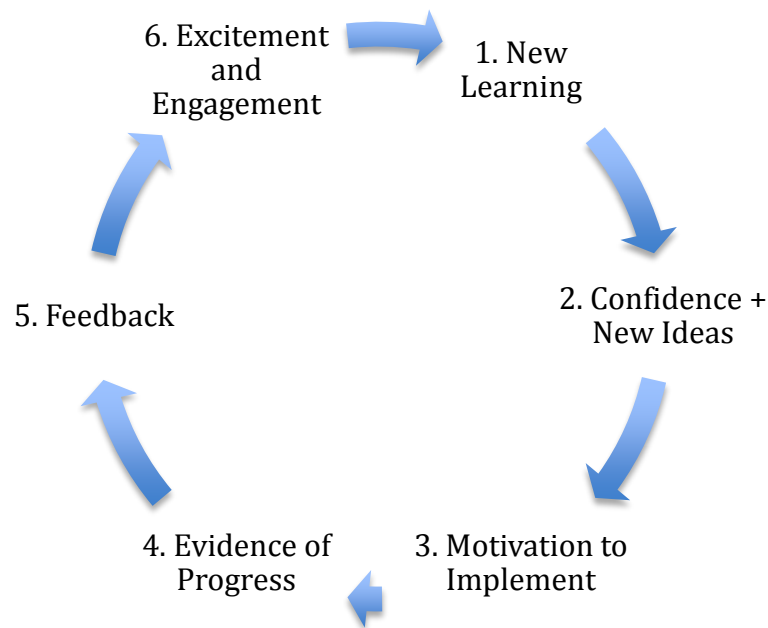 6. Excitement
and
Engagement
1. New
Learning
2. Confidence +
New Ideas
3. Motivation to
Implement
4. Evidence of
Progress
5. Feedback